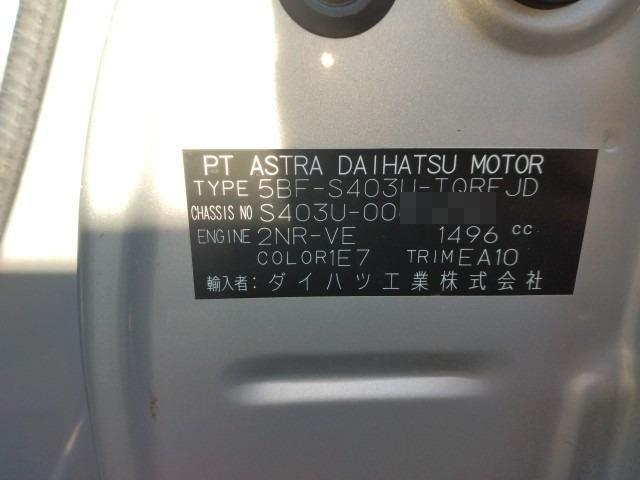 PT ASTRA DAIHATSU MOTOR
TYPE 5BF-S403U-TQRFJD
CHASSIS NO S403U-00
ENGINE 2NR-VE 1496 cc
COLOR 1E7 TRIM EA10
輸入者: ダイハツ工業株式会社